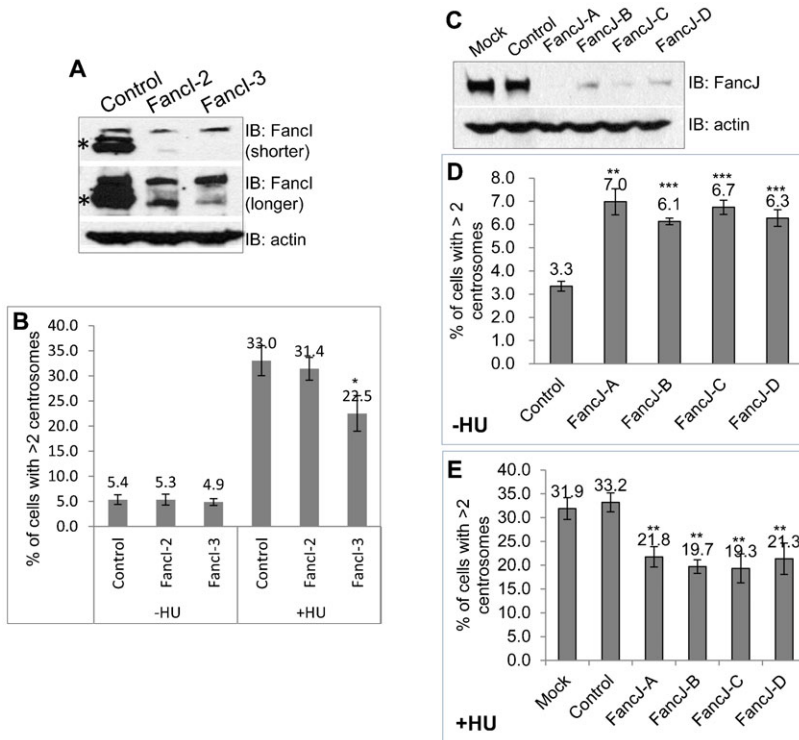 A
Control
FancI-2
FancI-3
*
IB: FancI
(shorter)
*
IB: FancI
(longer)
IB: actin
B
% of cells with >2 centrosomes
40.0
35.0
30.0
25.0
20.0
15.0
10.0
5.0
0.0
5.4
5.3
4.9
33.0
31.4
*
22.5
Control
FancI-2
FancI-3
Control
FancI-2
FancI-3
-HU
+HU
C
Mock
Control
FancJ-A
FancJ-B
FancJ-C
FancJ-D
IB: FancJ
IB: actin
D
% of cells with > 2
centrosomes
8.0
7.0
6.0
5.0
4.0
3.0
2.0
1.0
0.0
3.3
**
7.0
***
6.1
***
6.7
***
6.3
Control
FancJ-A
FancJ-B
FancJ-C
FancJ-D
-HU
E
% of cells with >2
centrosomes
40.0
35.0
30.0
25.0
20.0
15.0
10.0
5.0
0.0
31.9
33.2
**
21.8
**
19.7
**
19.3
**
21.3
Mock
Control
FancJ-A
FancJ-B
FancJ-C
FancJ-D
+HU